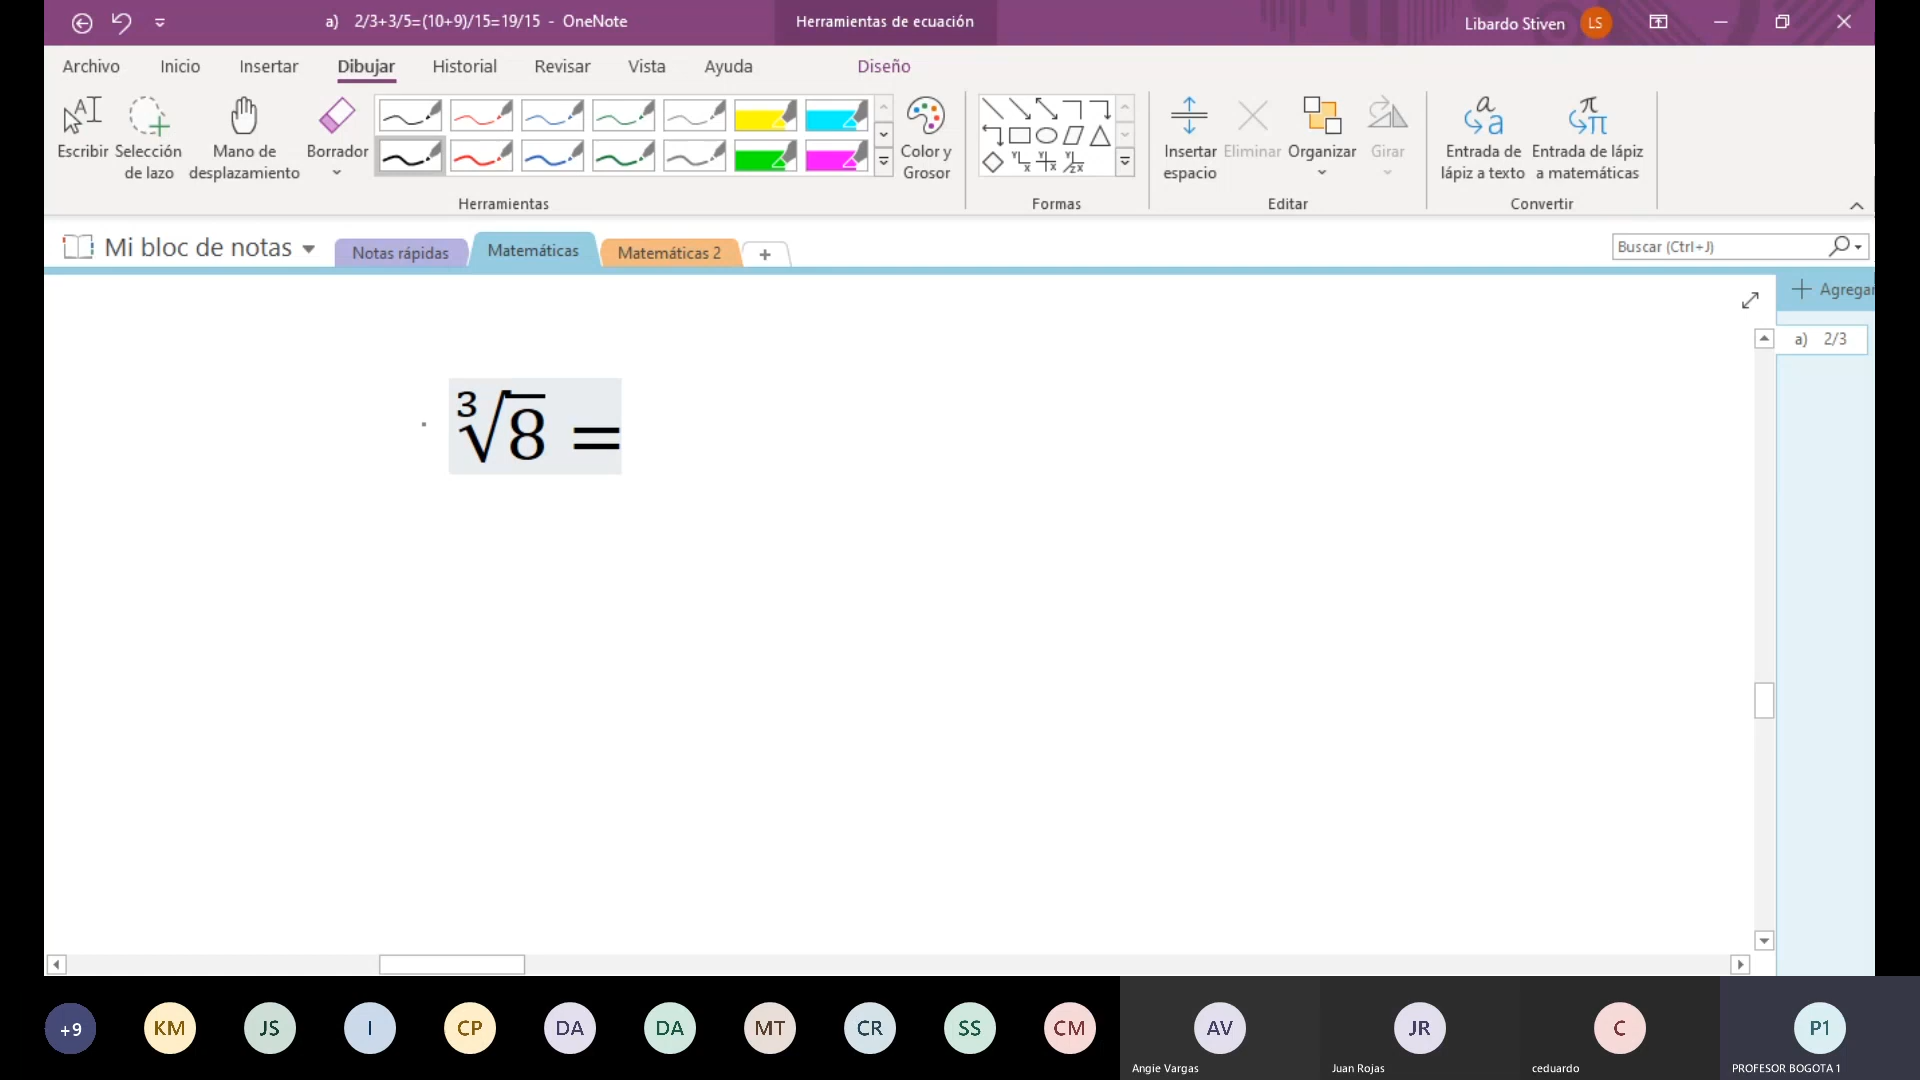 a) 2/3+3/5=(10+9)/15=19/15 - OneNote
Herramientas de ecuación
Libardo Stiven LS
Archivo Inicio Insertar Dibujar Historial Revisar Vista Ayuda Diseño
Escribir Selección de lazo Mano de desplazamiento Borrador Color y Grosor Insertar espacio Eliminar Organizar Girar Entrada de lápiz a texto Entrada de lápiz a matemáticas
Herramientas Formas Editar Convertir
Mi bloc de notas Notas rápidas Matemáticas Matemáticas 2 + Buscar (Ctrl+J)
+ Agregar
a) 2/3
∛8 =
+9 KM JS I CP DA DA MT CR SS CM AV JR C P1
Angie Vargas Juan Rojas ceduardo PROFESOR BOGOTA 1